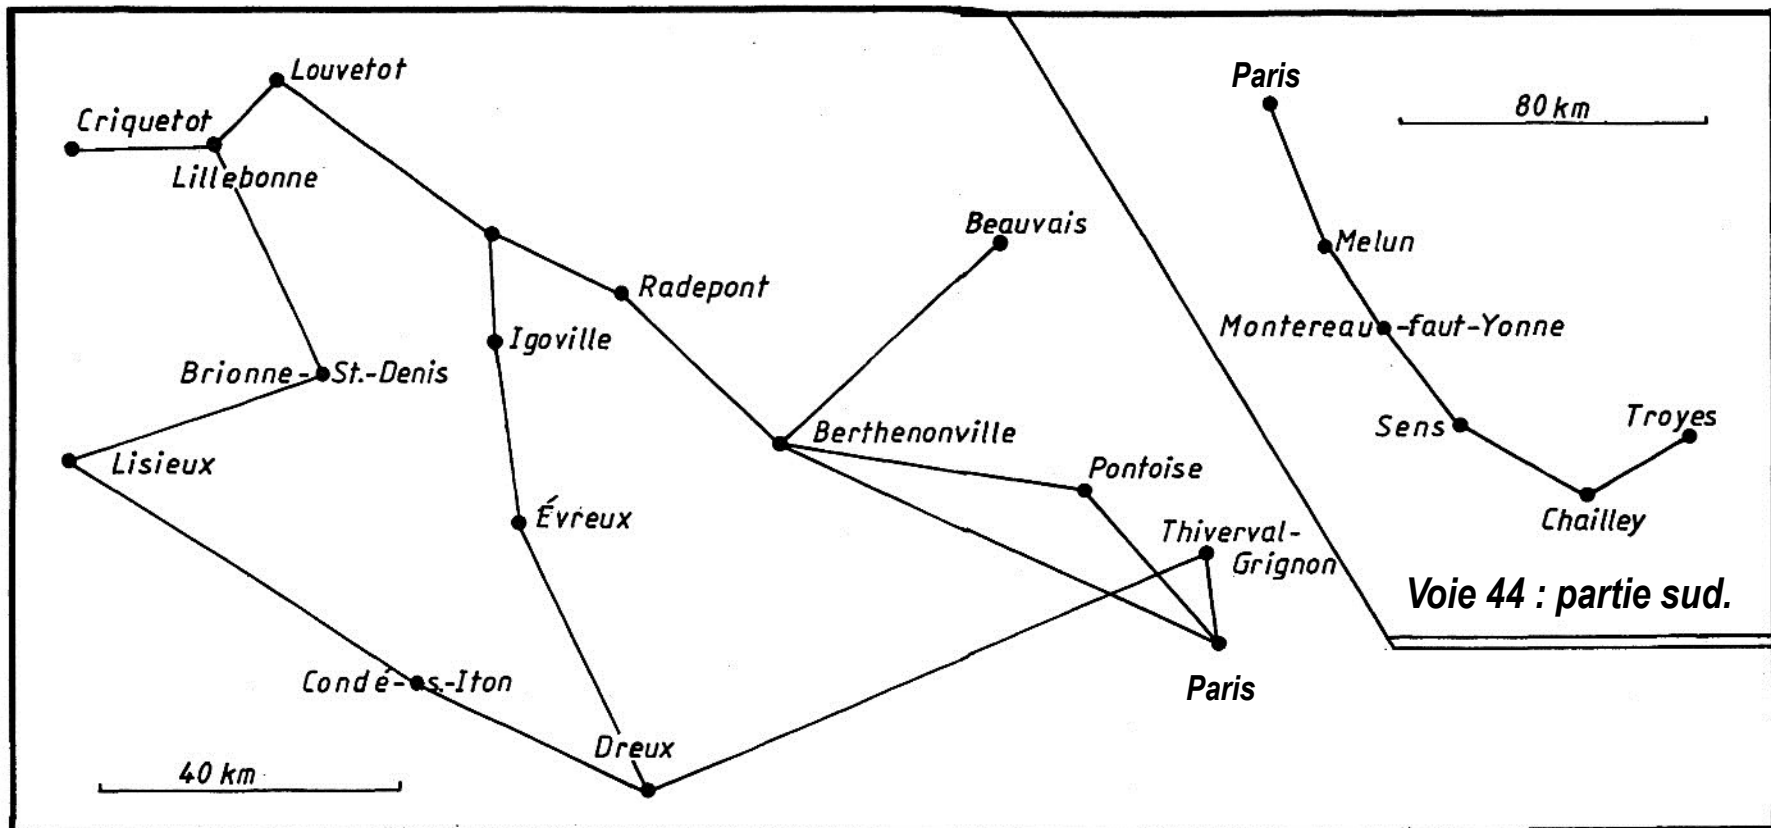 Louvetot
Criquetot
Lillebonne
Beauvais
Radepont
Igoville
Brionne-St.-Denis
Berthenonville
Lisieux
Pontoise
Évreux
Thiverval-
Grignon
Condé-s.-Iton
Paris
Dreux
40 km
Paris
80 km
Melun
Montereau-faut-Yonne
Sens
Troyes
Chailley
Voie 44 : partie sud.